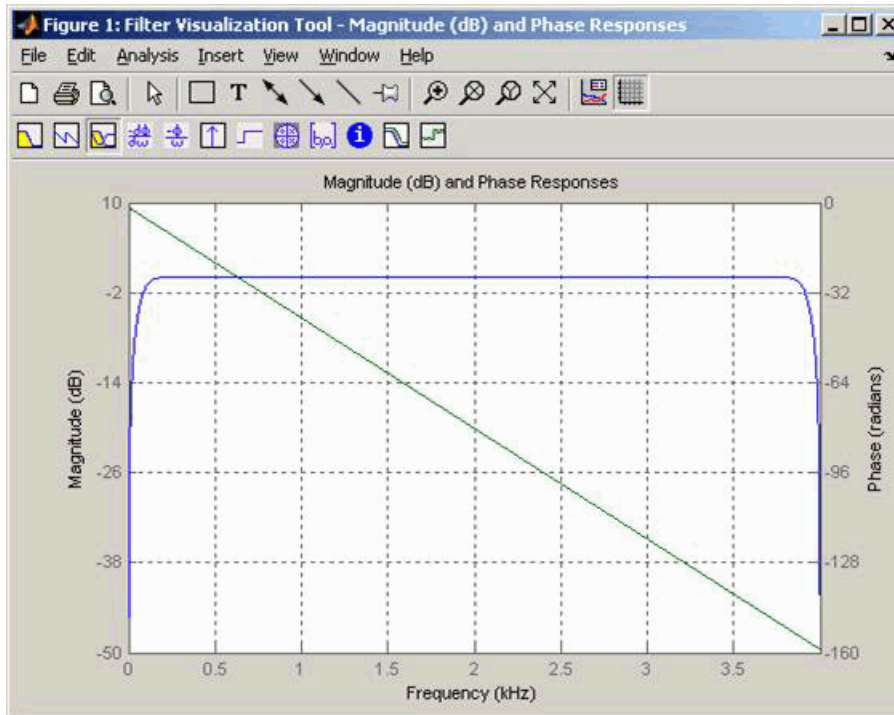 Figure 1: Filter Visualization Tool - Magnitude (dB) and Phase Responses
File Edit Analysis Insert View Window Help
T
[b,a]
i
Magnitude (dB) and Phase Responses
10
-2
-14
-26
-38
-50
Magnitude (dB)
0
-32
-64
-96
-128
-160
Phase (radians)
0 0.5 1 1.5 2 2.5 3 3.5
Frequency (kHz)